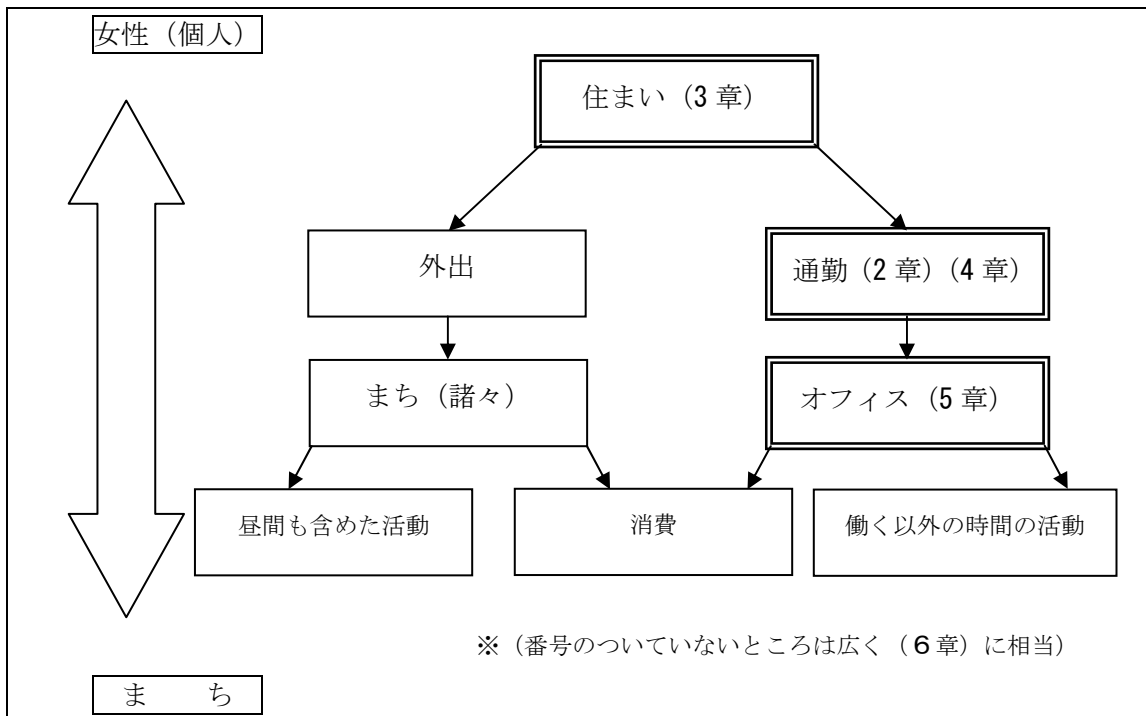 女性（個人）
住まい（3章）
外出
通勤（2章）（4章）
まち（諸々）
オフィス（5章）
昼間も含めた活動
消費
働く以外の時間の活動
※（番号のついていないところは広く（６章）に相当）
ま　　ち